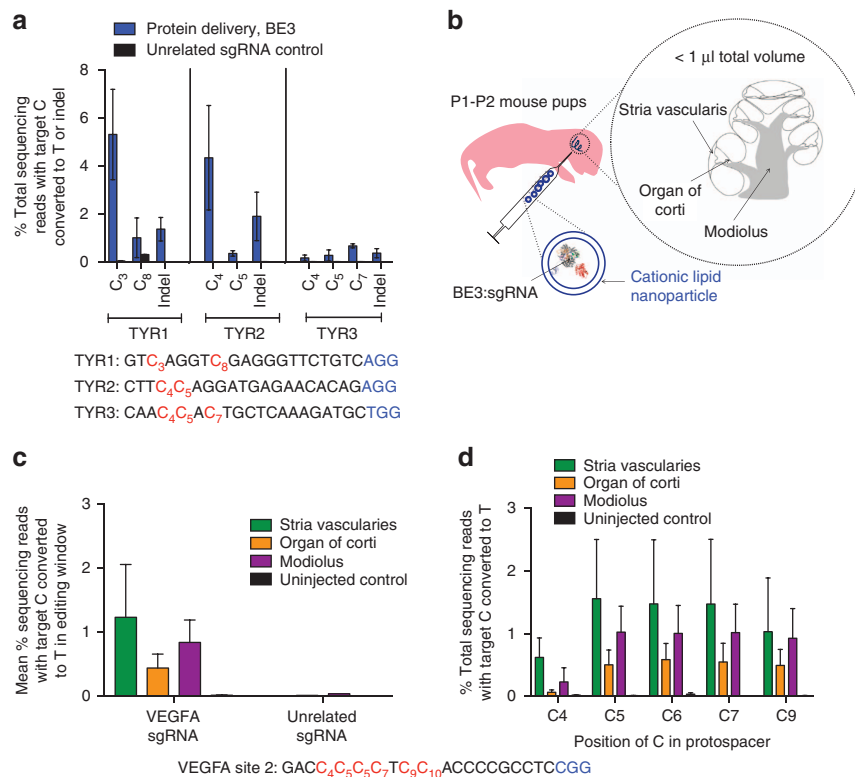 a
Protein delivery, BE3
Unrelated sgRNA control
% Total sequencing
reads with target C
converted to T or indel
8
6
4
2
0
C3 C8 Indel C4 C5 Indel C4 C5 C7 Indel
TYR1 TYR2 TYR3
TYR1: GTC3AGGTC8GAGGGTTCTGTCAGG
TYR2: CTTC4C5AGGATGAGAACACAGAGG
TYR3: CAAC4C5AC7TGCTCAAAGATGCTGG
b
< 1 μl total volume
P1-P2 mouse pups
Stria vascularis
Organ of
corti
Modiolus
BE3:sgRNA
Cationic lipid
nanoparticle
c
Mean % sequencing reads
with target C converted
to T in editing window
3
2
1
0
Stria vascularies
Organ of corti
Modiolus
Uninjected control
VEGFA
sgRNA
Unrelated
sgRNA
d
Stria vascularies
Organ of corti
Modiolus
Uninjected control
% Total sequencing reads
with target C converted to T
3
2
1
0
C4 C5 C6 C7 C9
Position of C in protospacer
VEGFA site 2: GACC4C5C5C7TC9C10ACCCCGCCTCCGG